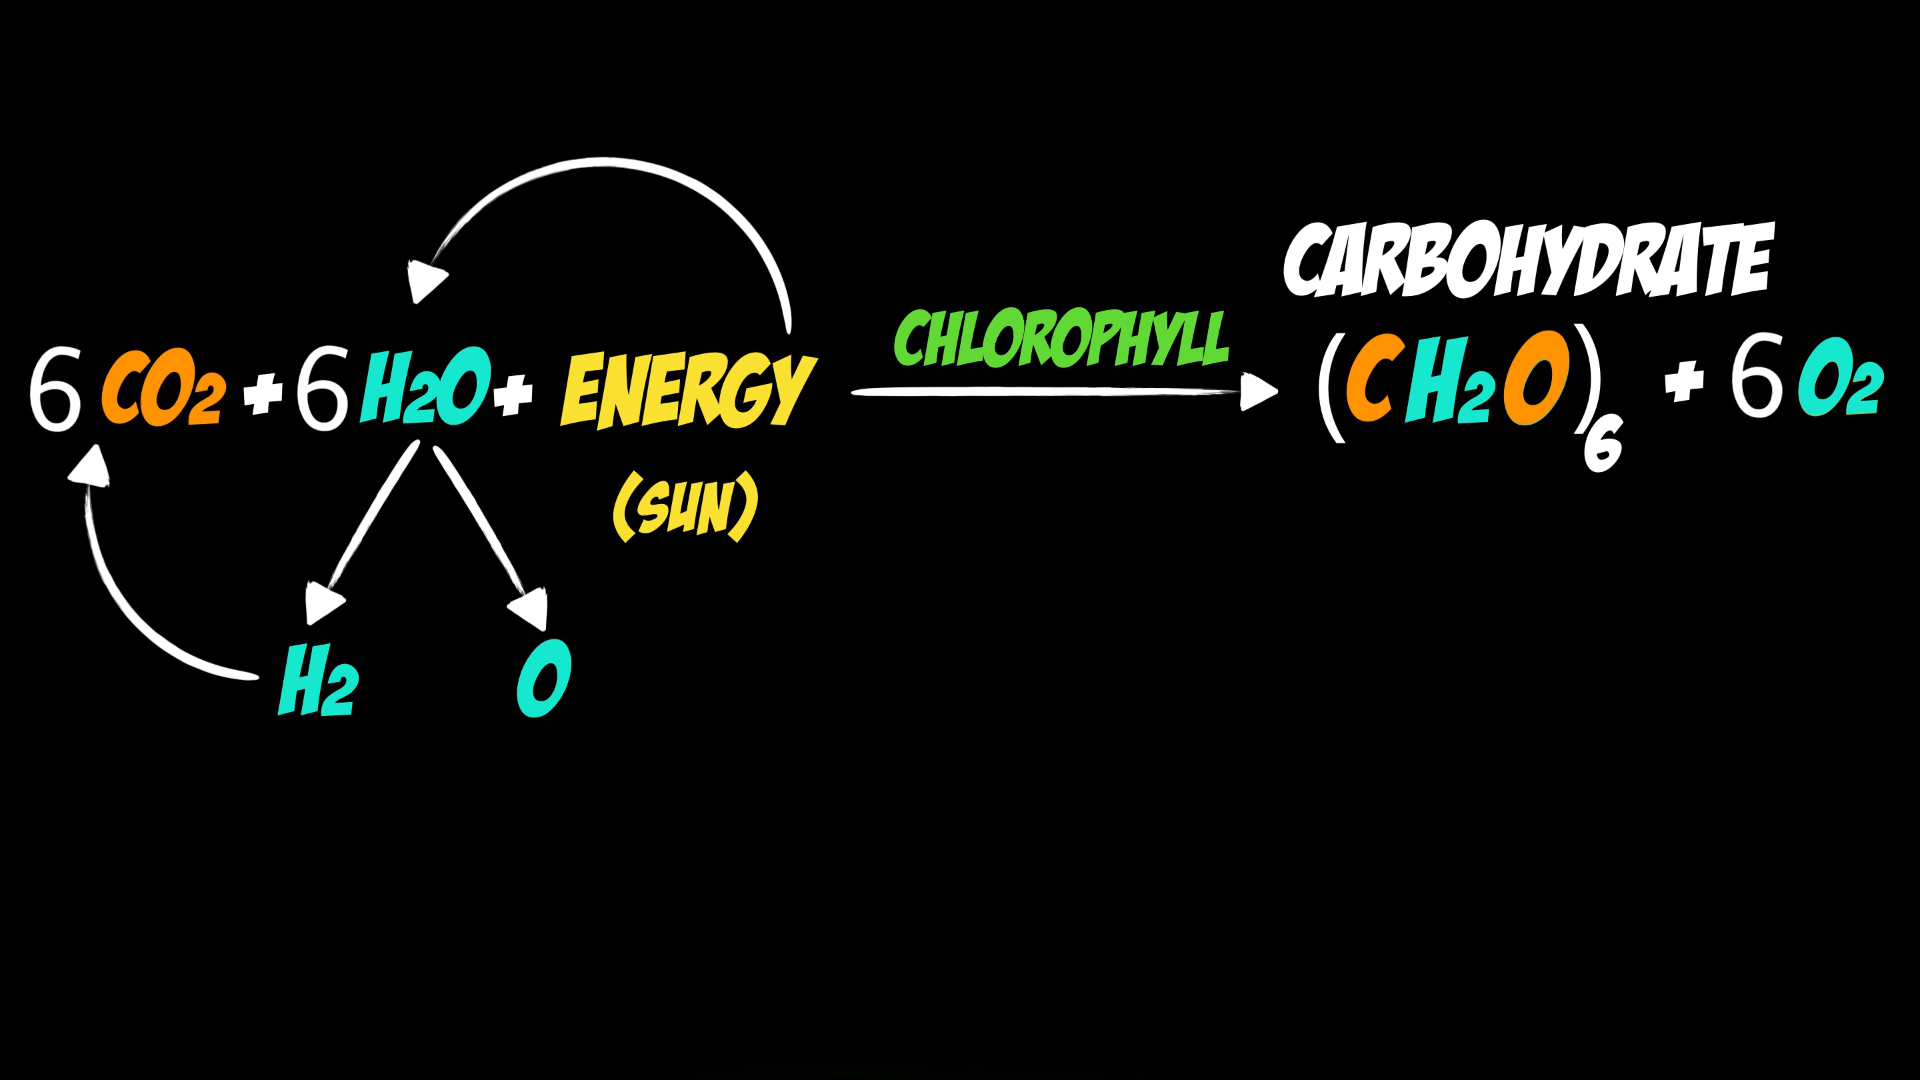 CARBOHYDRATE
CHLOROPHYLL
6 CO2 + 6 H2O + ENERGY (CH2O)6 + 6 O2
(SUN)
H2 O